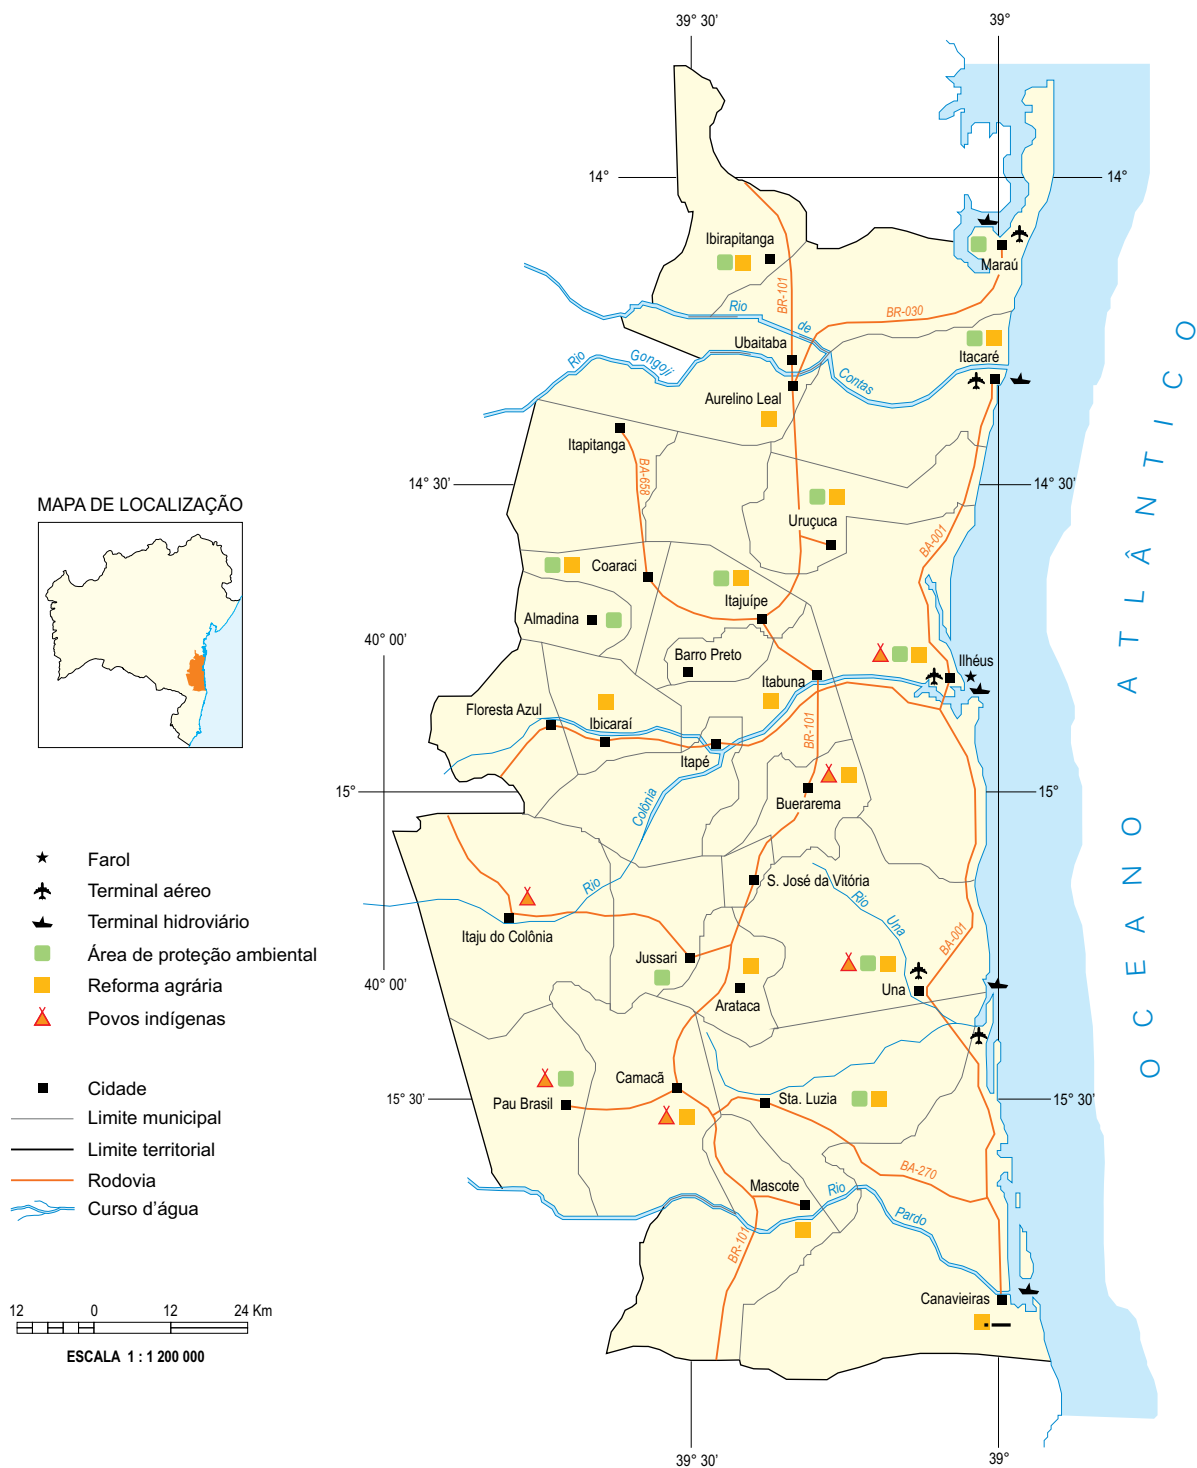 39° 30'
39°
14°
14°
Ibirapitanga
Maraú
BR-101
BR-030
Rio
de
Contas
Ubaitaba
Itacaré
Rio
Gongoji
Aurelino Leal
Itapitanga
BA-658
14° 30'
14° 30'
MAPA DE LOCALIZAÇÃO
Uruçuca
BA-001
Coaraci
Itajuípe
Almadina
40° 00'
Barro Preto
Ilhéus
Itabuna
Floresta Azul
Ibicaraí
BR-101
Itapé
15°
15°
Buerarema
Colônia
Rio
S. José da Vitória
Rio
Una
Itaju do Colônia
BA-001
Jussari
40° 00'
Arataca
Una
Camacã
Pau Brasil
15° 30'
Sta. Luzia
15° 30'
BA-270
Mascote
Rio
Pardo
BR-101
Canavieiras
OCEANO ATLÂNTICO
Farol
Terminal aéreo
Terminal hidroviário
Área de proteção ambiental
Reforma agrária
Povos indígenas
Cidade
Limite municipal
Limite territorial
Rodovia
Curso d'água
12 0 12 24 Km
ESCALA 1 : 1 200 000
39° 30'
39°